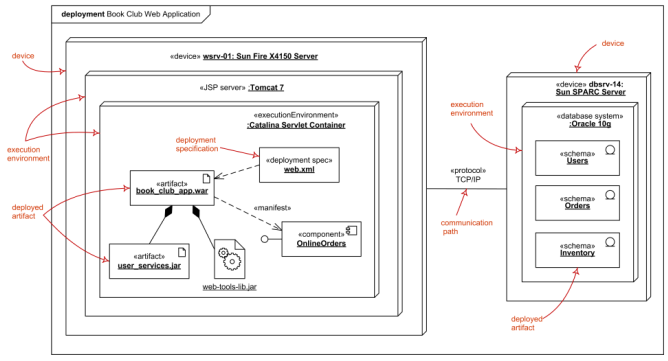 deployment Book Club Web Application
device
«device» wsrv-01: Sun Fire X4150 Server
«JSP server» :Tomcat 7
«executionEnvironment»
:Catalina Servlet Container
execution
environment
deployment
specification
«deployment spec»
web.xml
«artifact»
book_club_app.war
deployed
artifact
«manifest»
«component»
OnlineOrders
«artifact»
user_services.jar
web-tools-lib.jar
«protocol»
TCP/IP
communication
path
device
«device» dbsrv-14:
Sun SPARC Server
execution
environment
«database system»
:Oracle 10g
«schema»
Users
«schema»
Orders
«schema»
Inventory
deployed
artifact